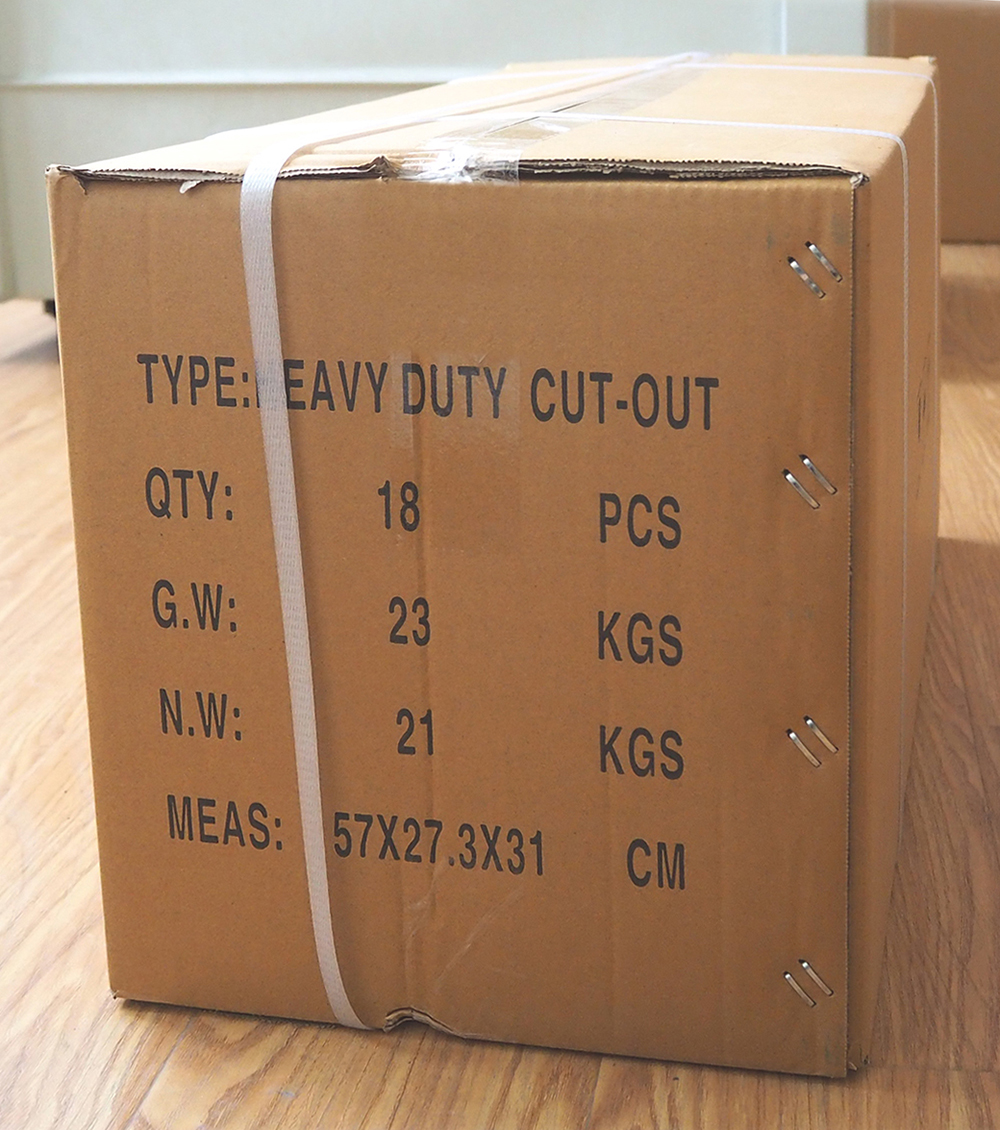 TYPE: HEAVY DUTY CUT-OUT
QTY: 18 PCS
G.W: 23 KGS
N.W: 21 KGS
MEAS: 57X27.3X31 CM